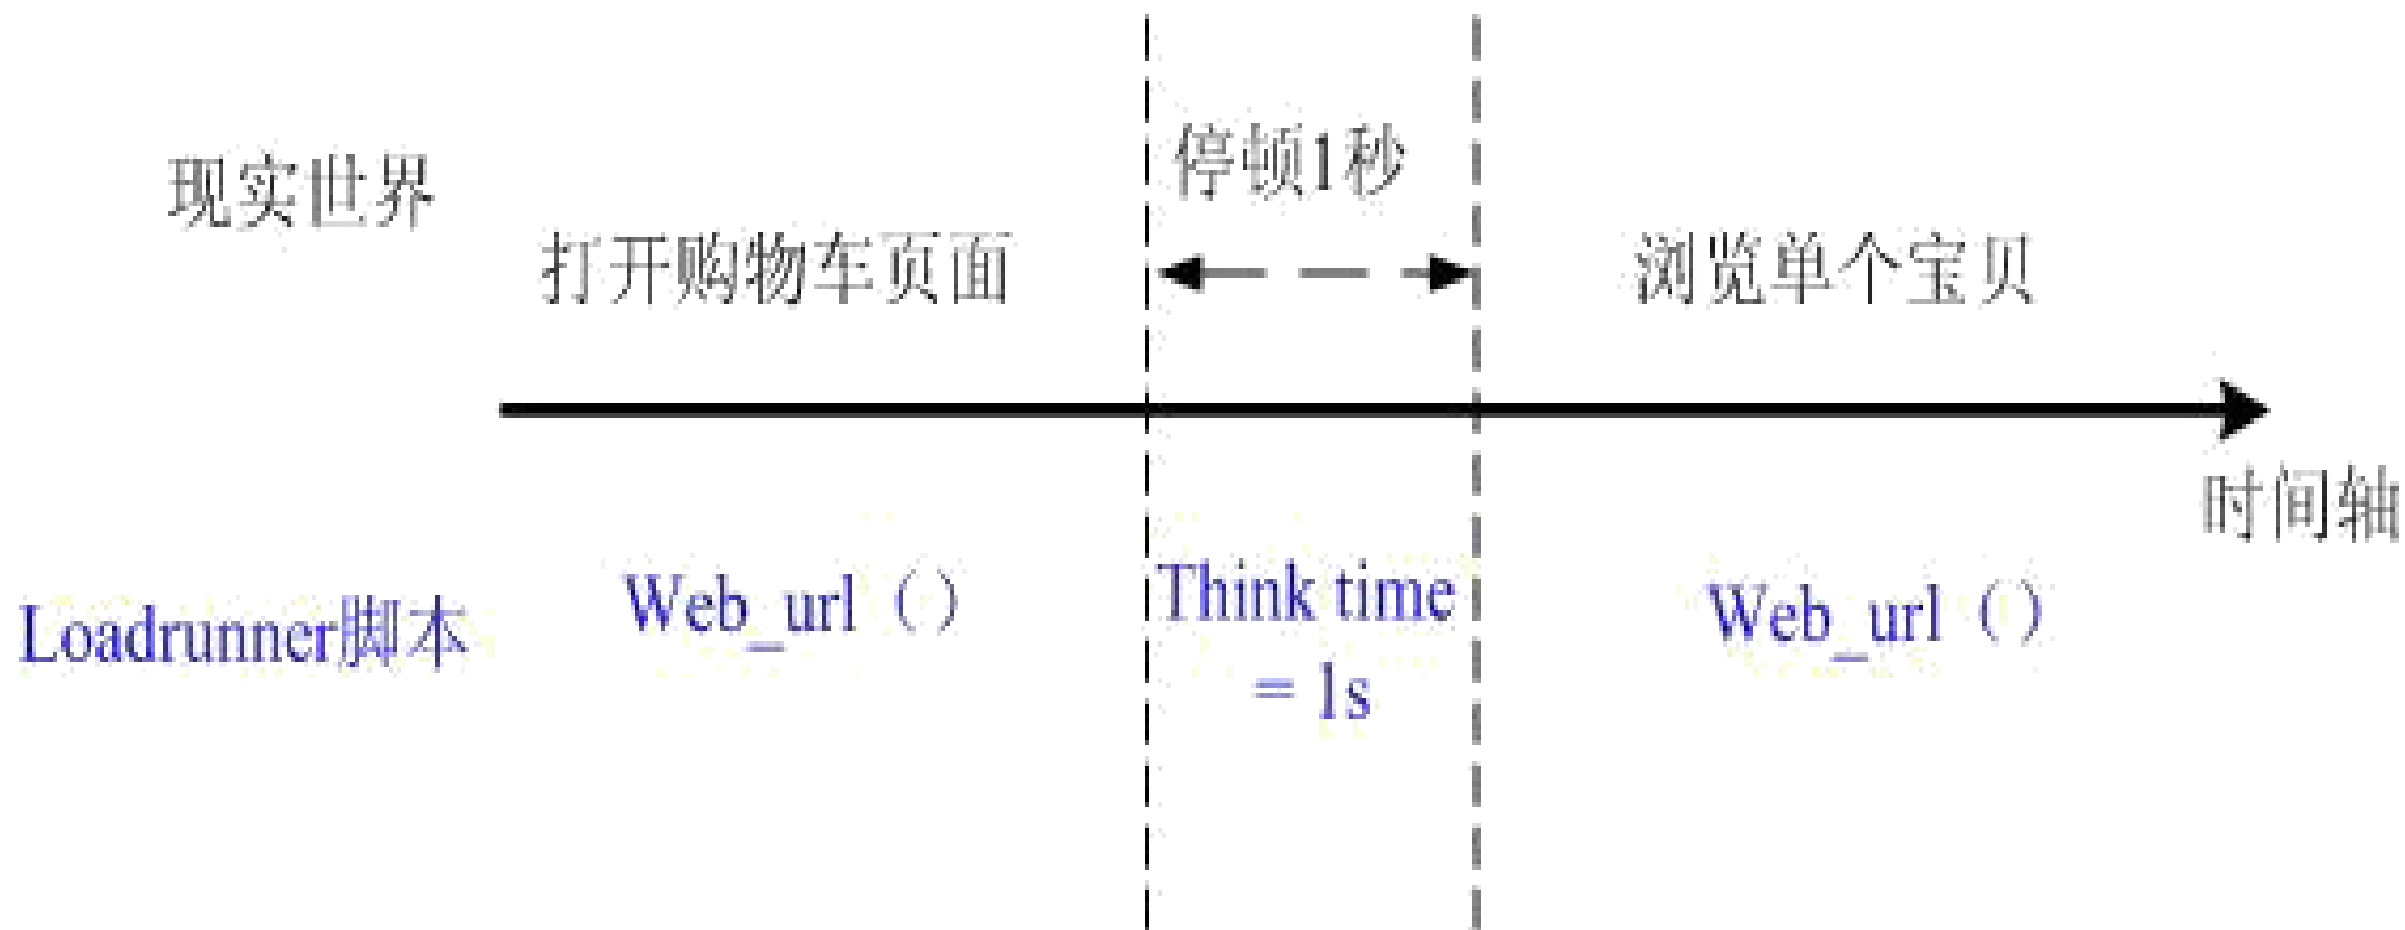 现实世界
停顿1秒
打开购物车页面
浏览单个宝贝
时间轴
Loadrunner脚本
Web_url（）
Think time
= 1s
Web_url（）